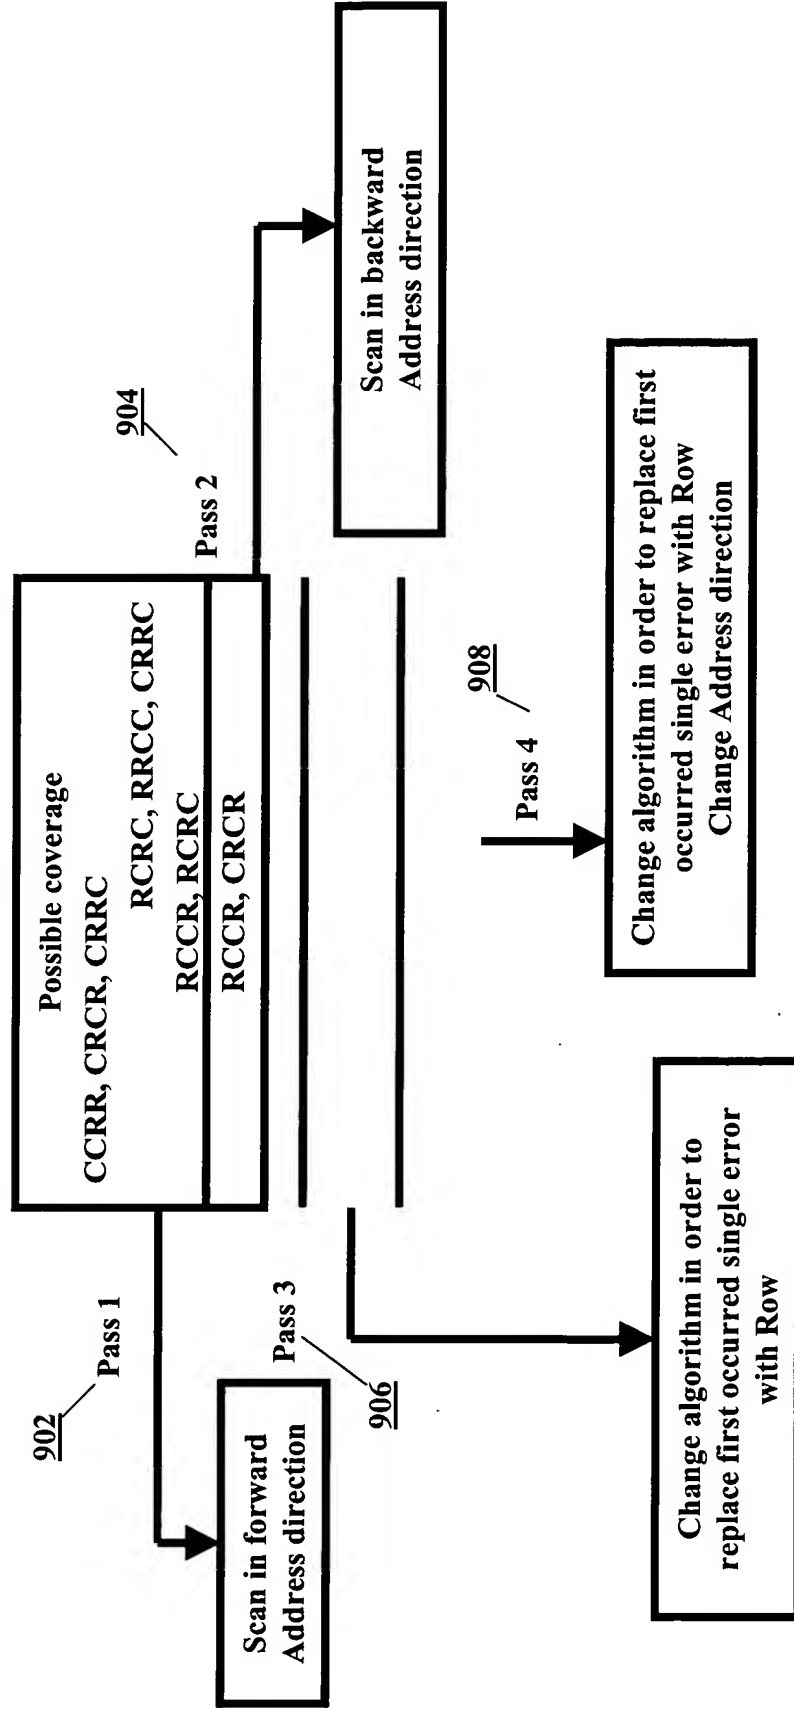 Possible coverage
CCRR, CRCR, CRRC
RCRC, RRCC, CRRC
RCCR, RCRC
RCCR, CRCR
902
Pass 1
904
Pass 2
Scan in forward
Address direction
Scan in backward
Address direction
Pass 3
906
908
Pass 4
Change algorithm in order to
replace first occurred single error
with Row
Change algorithm in order to replace first
occurred single error with Row
Change Address direction